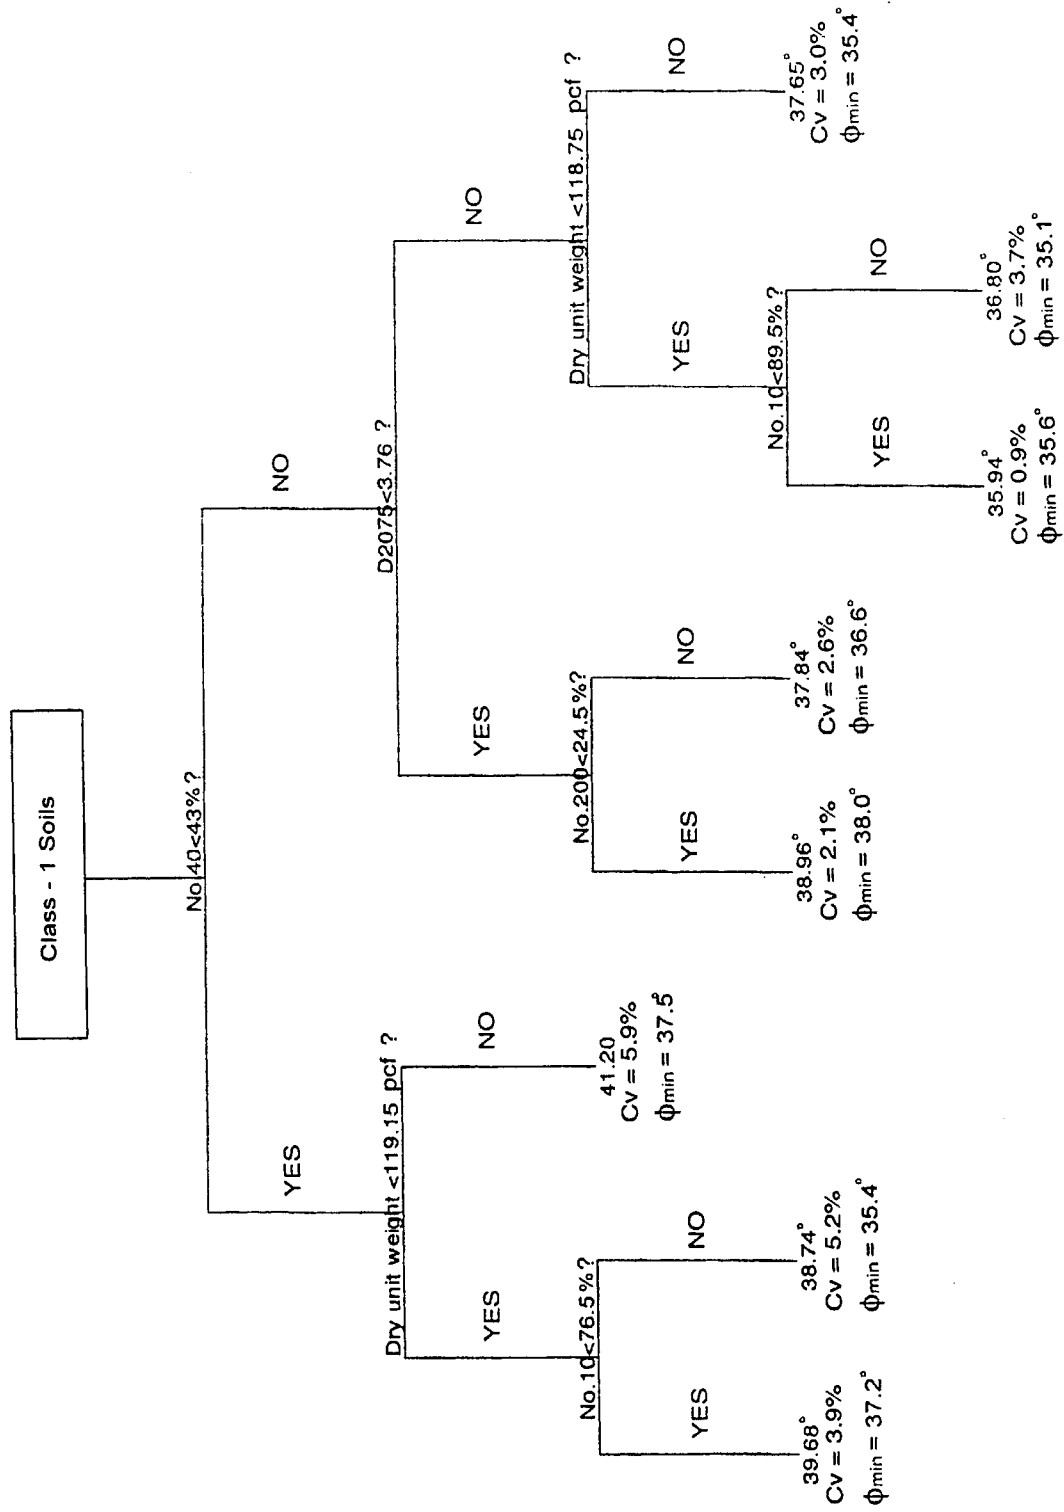 Class - 1 Soils
No.40<43%?
YES
NO
Dry unit weight <119.15 pcf ?
D2075<3.76 ?
YES
NO
YES
NO
No.10<76.5%?
41.20
Cv = 5.9%
ϕmin = 37.5°
No.200<24.5%?
Dry unit weight <118.75 pcf ?
YES
NO
YES
NO
YES
NO
39.68°
Cv = 3.9%
ϕmin = 37.2°
38.74°
Cv = 5.2%
ϕmin = 35.4°
38.96°
Cv = 2.1%
ϕmin = 38.0°
37.84°
Cv = 2.6%
ϕmin = 36.6°
No.10<89.5%?
37.65°
Cv = 3.0%
ϕmin = 35.4°
YES
NO
35.94°
Cv = 0.9%
ϕmin = 35.6°
36.80°
Cv = 3.7%
ϕmin = 35.1°